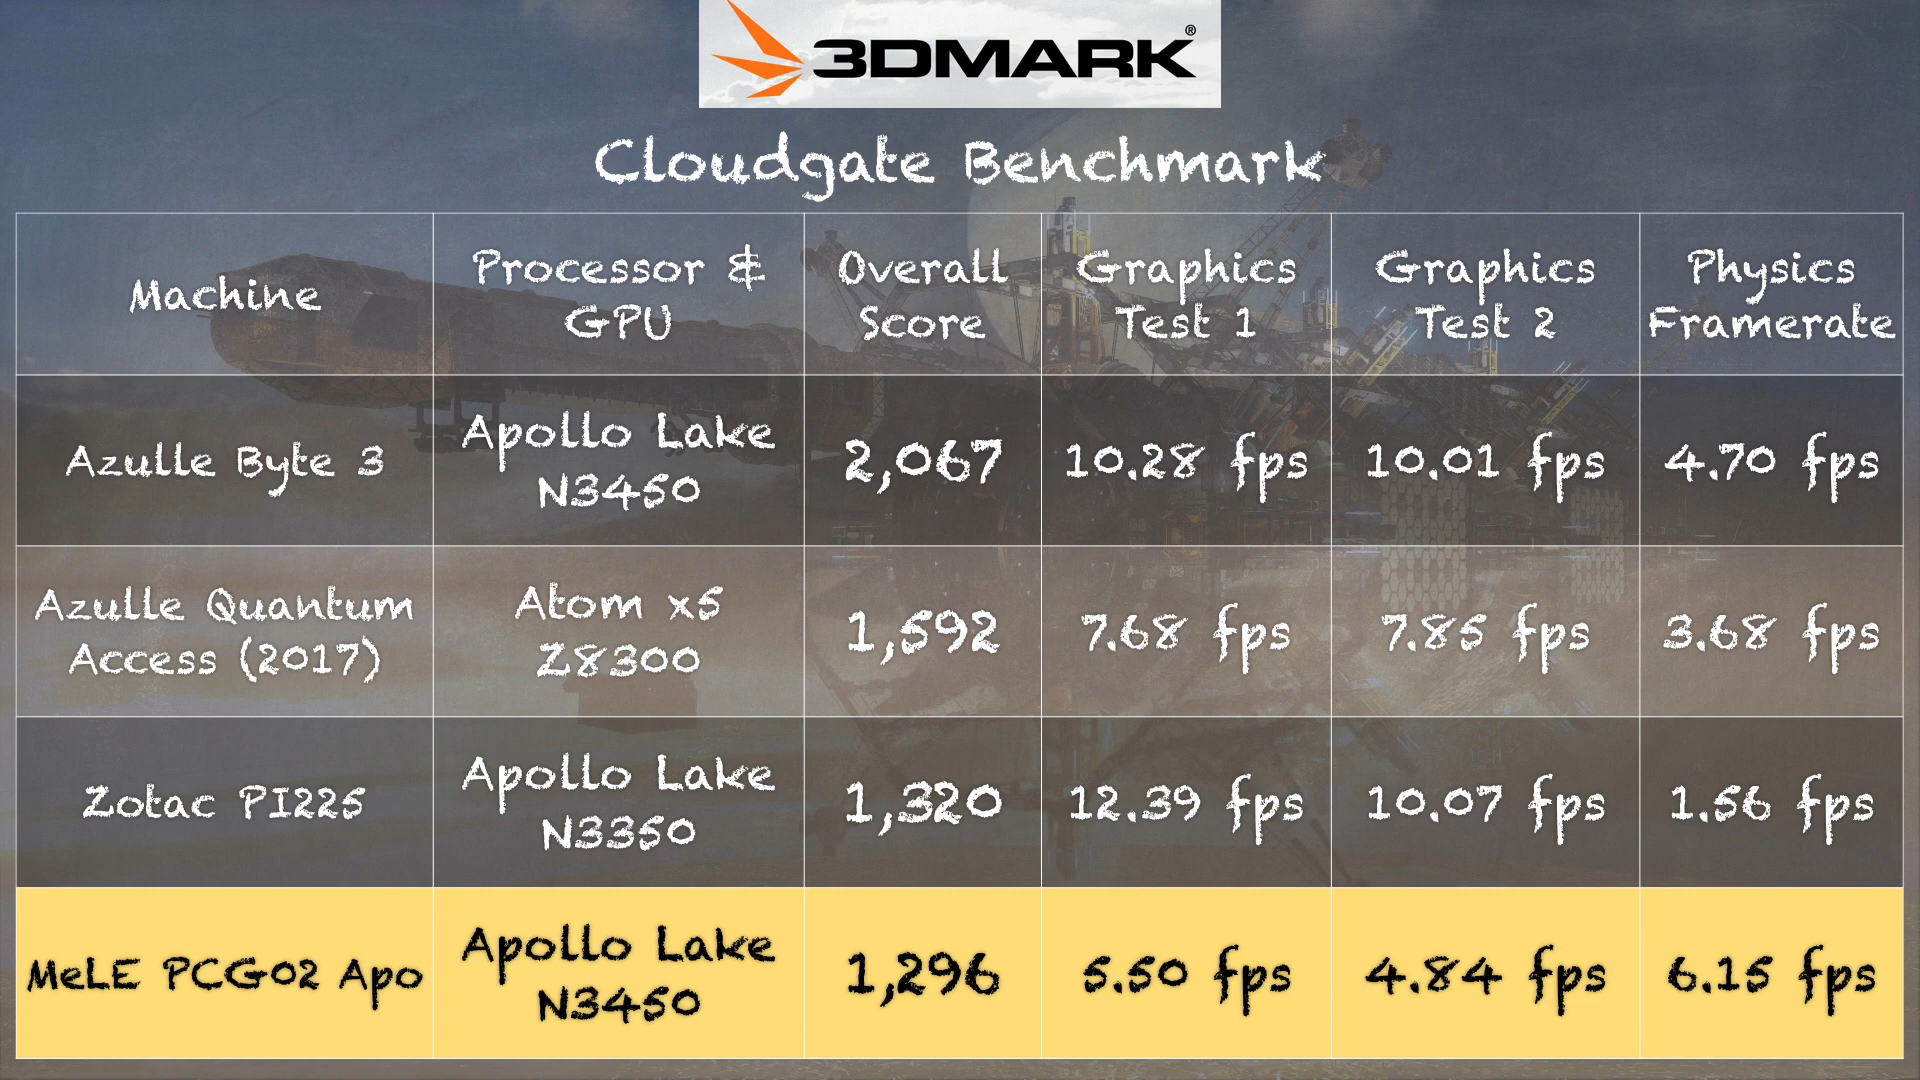 3DMARK®
Cloudgate Benchmark
Machine
Processor &
GPU
Overall
Score
Graphics
Test 1
Graphics
Test 2
Physics
Framerate
Azulle Byte 3
Apollo Lake
N3450
2,067
10.28 fps
10.01 fps
4.70 fps
Azulle Quantum
Access (2017)
Atom x5
Z8300
1,592
7.68 fps
7.85 fps
3.68 fps
Zotac PI225
Apollo Lake
N3350
1,320
12.39 fps
10.07 fps
1.56 fps
MeLE PCG02 Apo
Apollo Lake
N3450
1,296
5.50 fps
4.84 fps
6.15 fps